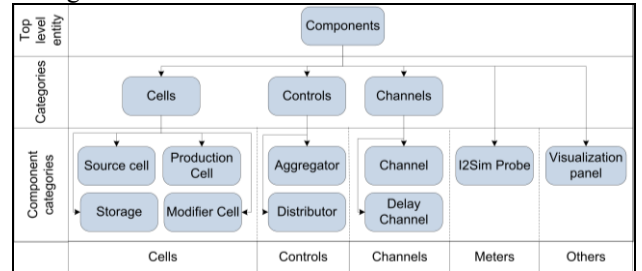 Top
level
entity
Components
Categories
Cells
Controls
Channels
Component
categories
Source cell
Production
Cell
Aggregator
Channel
I2Sim Probe
Visualization
panel
Storage
Modifier Cell
Distributor
Delay
Channel
Cells
Controls
Channels
Meters
Others